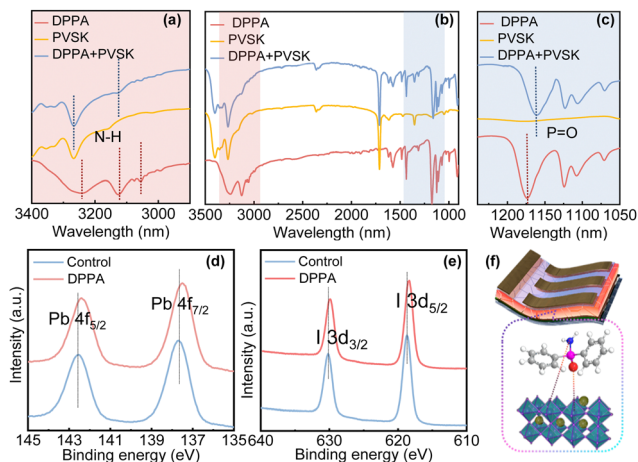 DPPA
PVSK
DPPA+PVSK
(a)
N-H
3400 3200 3000
Wavelength (nm)
DPPA
PVSK
DPPA+PVSK
(b)
3500 3000 2500 2000 1500 1000
Wavelength (nm)
DPPA
PVSK
DPPA+PVSK
(c)
P=O
1200 1150 1100 1050
Wavelength (nm)
Intensity (a.u.)
Control
DPPA
(d)
Pb 4f5/2
Pb 4f7/2
145 143 141 139 137 135
Binding energy (eV)
Intensity (a.u.)
Control
DPPA
(e)
I 3d3/2
I 3d5/2
640 630 620 610
Binding energy (eV)
(f)